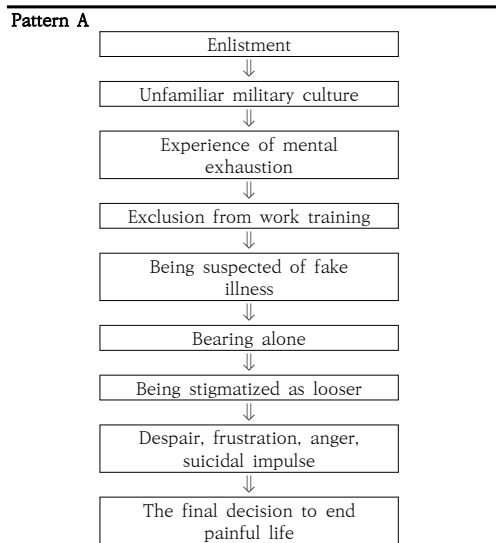 Pattern A
Enlistment
⇓
Unfamiliar military culture
⇓
Experience of mental
exhaustion
⇓
Exclusion from work training
⇓
Being suspected of fake
illness
⇓
Bearing alone
⇓
Being stigmatized as looser
⇓
Despair, frustration, anger,
suicidal impulse
⇓
The final decision to end
painful life